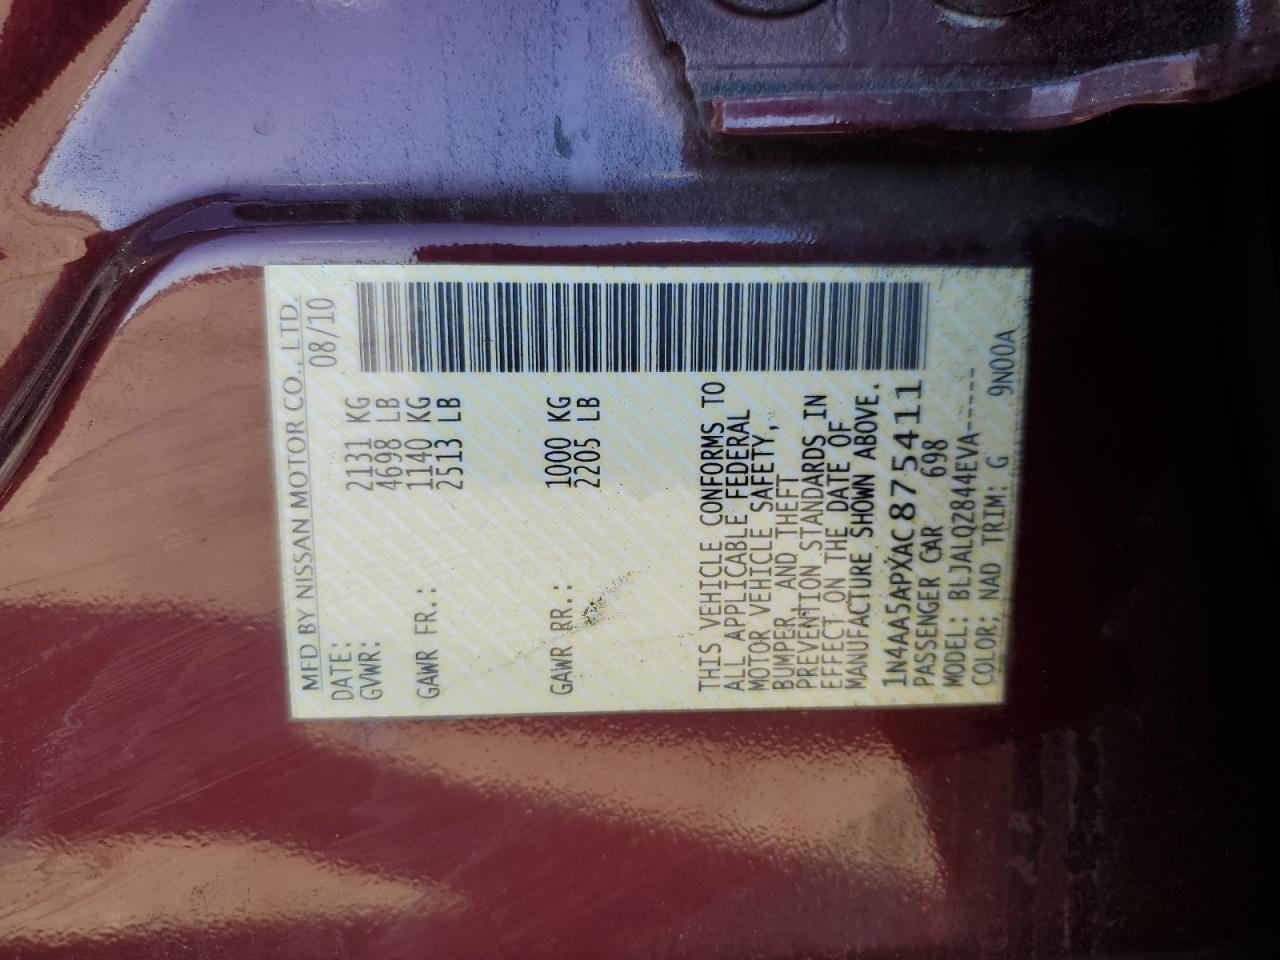 MFD BY NISSAN MOTOR CO., LTD.
DATE: 08/10
GVWR: 2131 KG
4698 LB
GAWR FR.: 1140 KG
2513 LB
GAWR RR.: 1000 KG
2205 LB
THIS VEHICLE CONFORMS TO
ALL APPLICABLE FEDERAL
MOTOR VEHICLE SAFETY,
BUMPER, AND THEFT
PREVENTION STANDARDS IN
EFFECT ON THE DATE OF
MANUFACTURE SHOWN ABOVE.
1N4AA5APXAC875411
PASSENGER CAR 698
MODEL: BLJALQZ844EVA-----
COLOR: NAD TRIM: G 9N00A